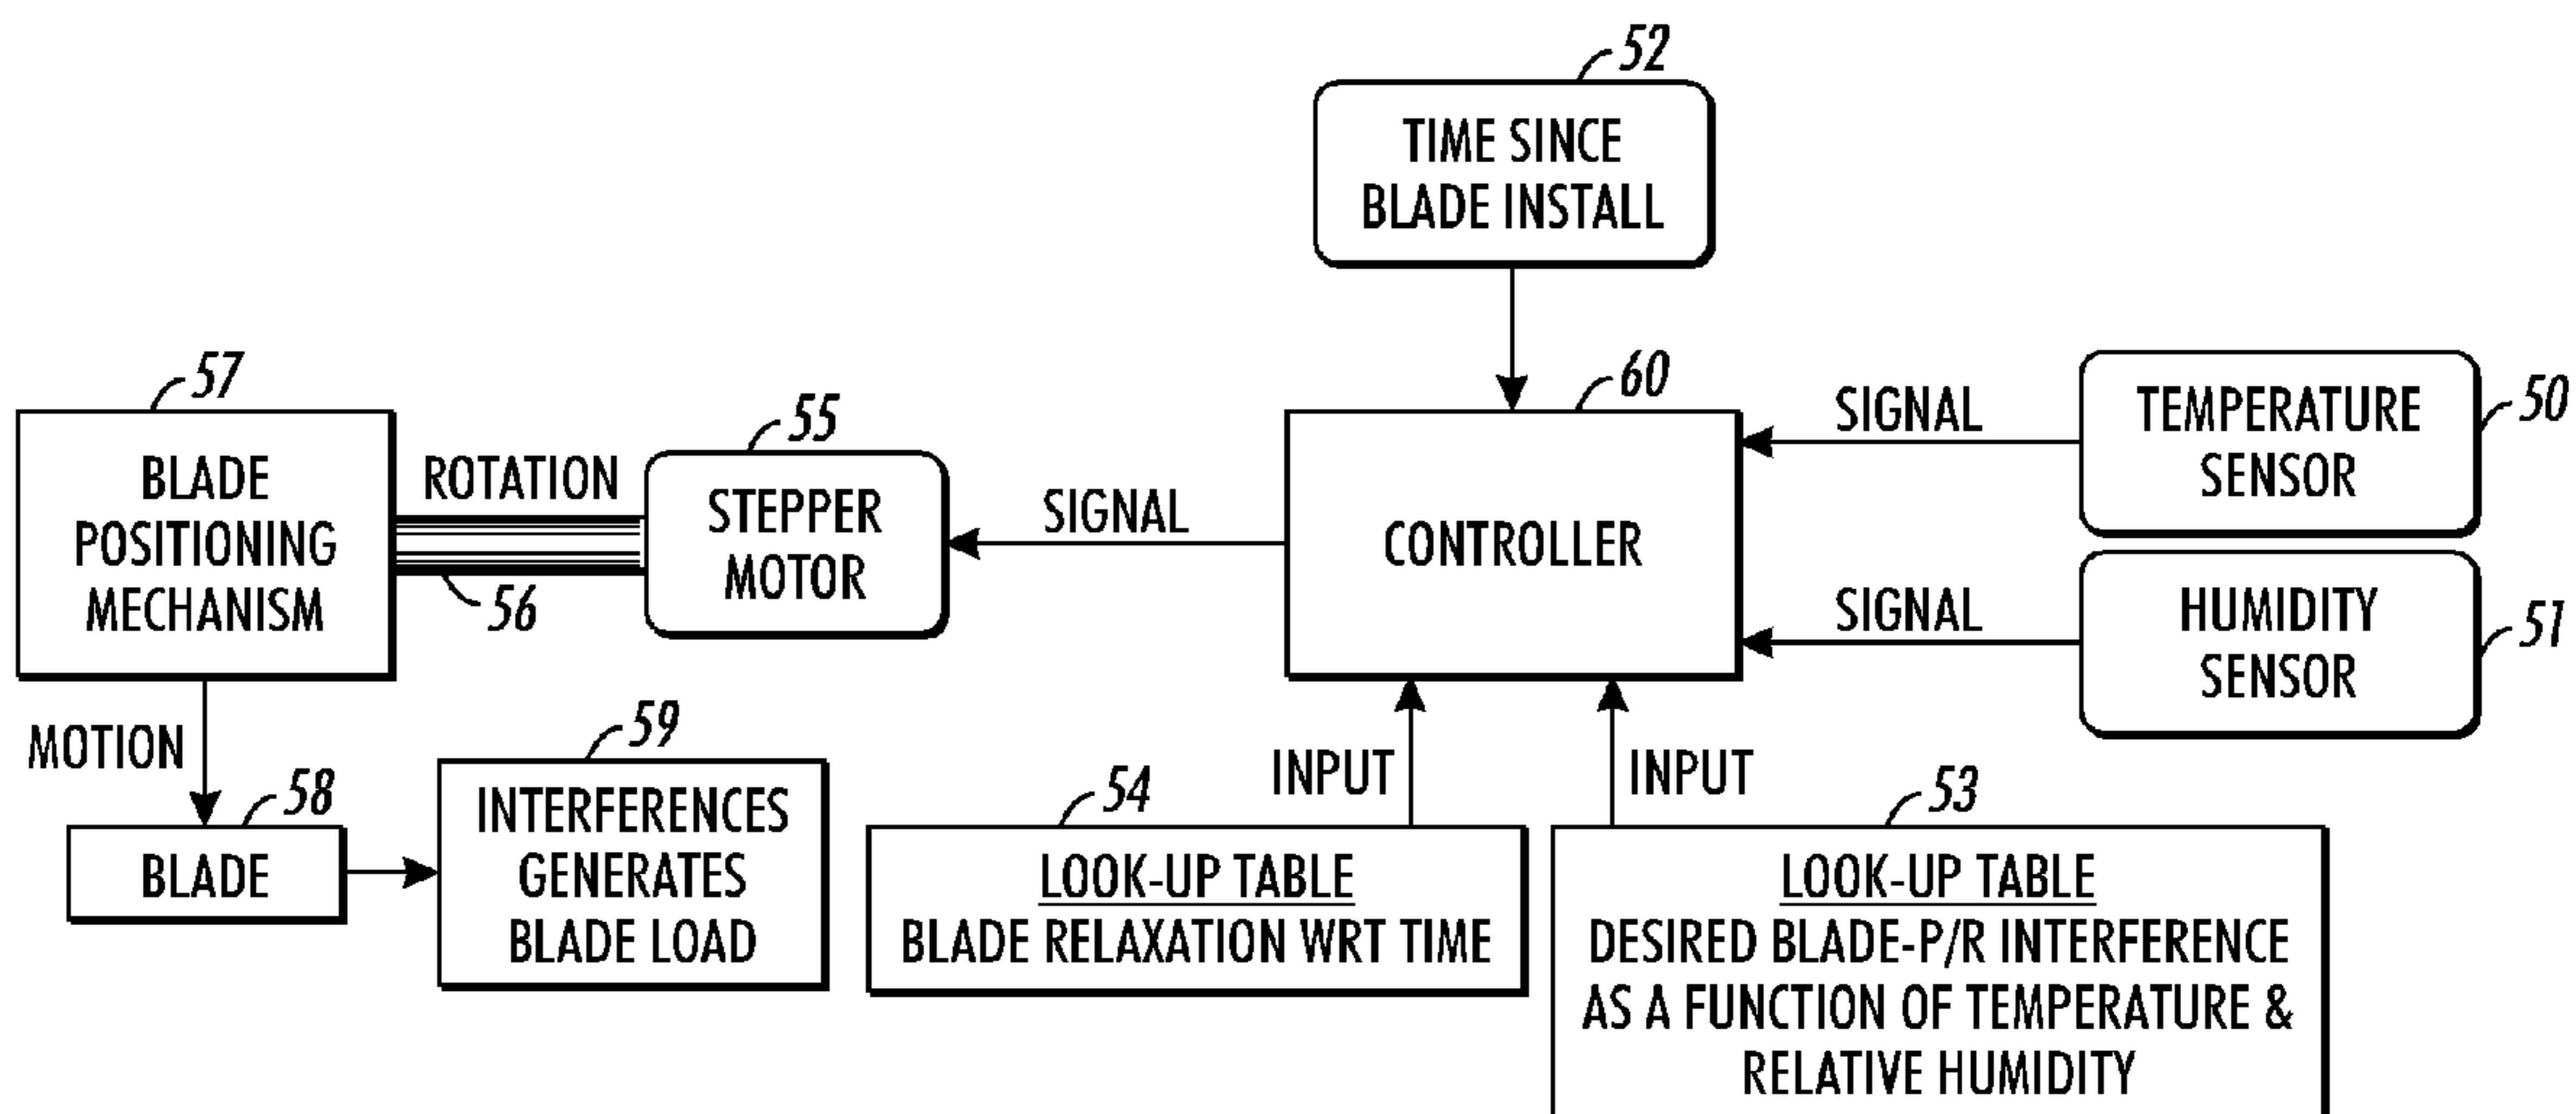 52
TIME SINCE
BLADE INSTALL
57
BLADE
POSITIONING
MECHANISM
ROTATION
56
55
STEPPER
MOTOR
SIGNAL
60
CONTROLLER
SIGNAL
TEMPERATURE
SENSOR
50
SIGNAL
HUMIDITY
SENSOR
51
MOTION
58
BLADE
59
INTERFERENCES
GENERATES
BLADE LOAD
INPUT
54
LOOK-UP TABLE
BLADE RELAXATION WRT TIME
INPUT
53
LOOK-UP TABLE
DESIRED BLADE-P/R INTERFERENCE
AS A FUNCTION OF TEMPERATURE &
RELATIVE HUMIDITY